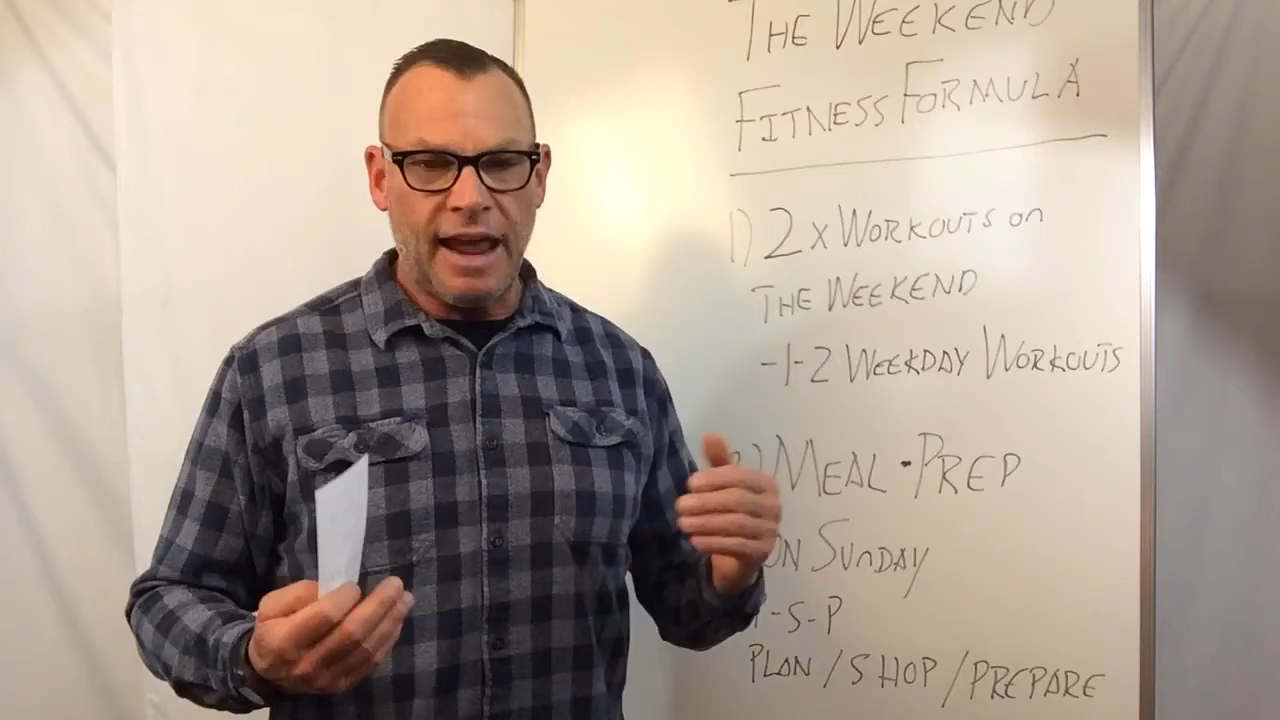 THE WEEKEND
FITNESS FORMULA
1) 2x WORKOUTS on
THE WEEKEND
-1-2 WEEKDAY WORKOUTS
MEAL-PREP
ON SUNDAY
-S-P
PLAN/SHOP/PREPARE